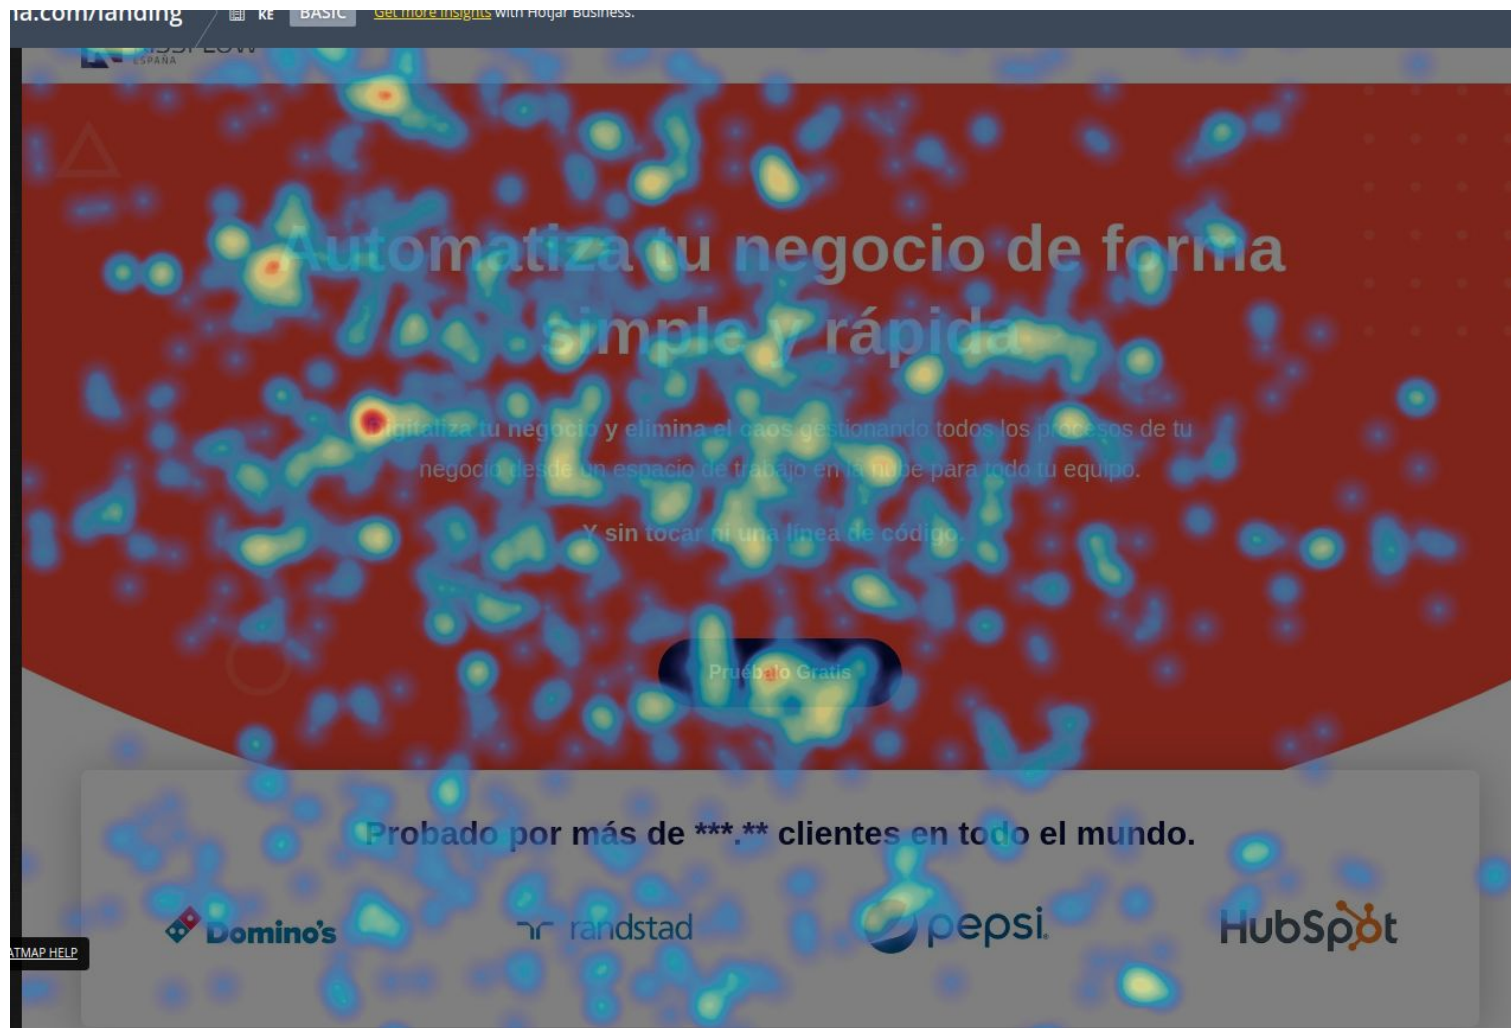 BASIC Get more insights with Hotjar Business.
ESPAÑA
Automatiza tu negocio de forma
simple y rápida
Digitaliza tu negocio y elimina el caos gestionando todos los procesos de tu
negocio desde un espacio de trabajo en la nube para todo tu equipo.
Y sin tocar ni una línea de código.
Pruébalo Gratis
Probado por más de ***.** clientes en todo el mundo.
Domino's
randstad
pepsi.
HubSpot
ATMAP HELP